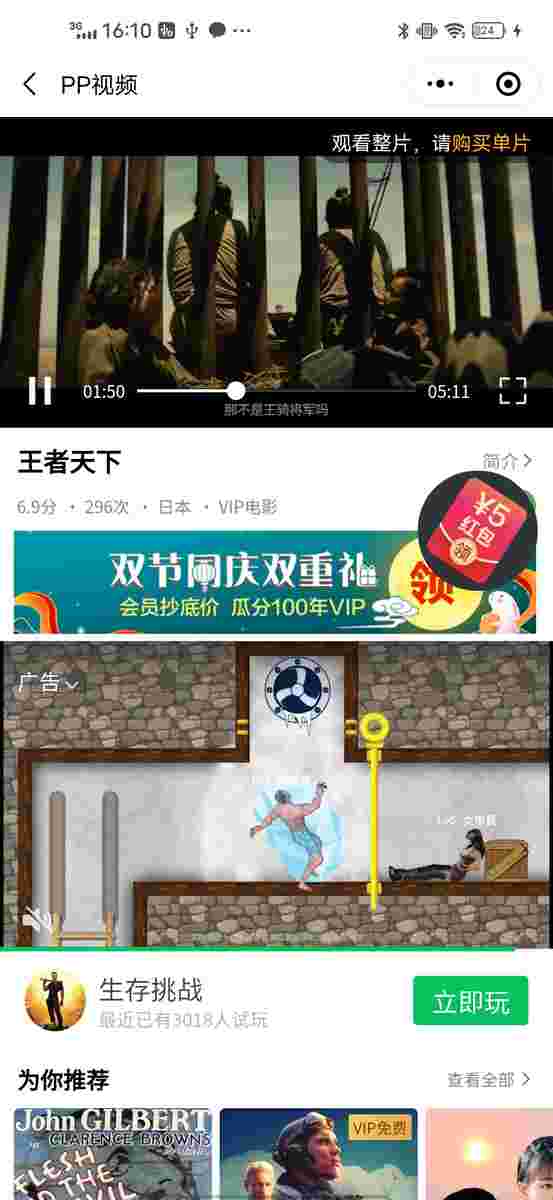 3G 16:10 24
PP视频
观看整片，请购买单片
01:50
05:11
那不是王骑将军吗
王者天下
简介
6.9分 · 296次 · 日本 · VIP电影
¥5
红包
领
双节同庆双重礼
会员抄底价 瓜分100年VIP
领
广告
生存挑战
最近已有3018人试玩
立即玩
为你推荐
查看全部
John GILBERT
CLARENCE BROWN'S
FLESH
VIP免费